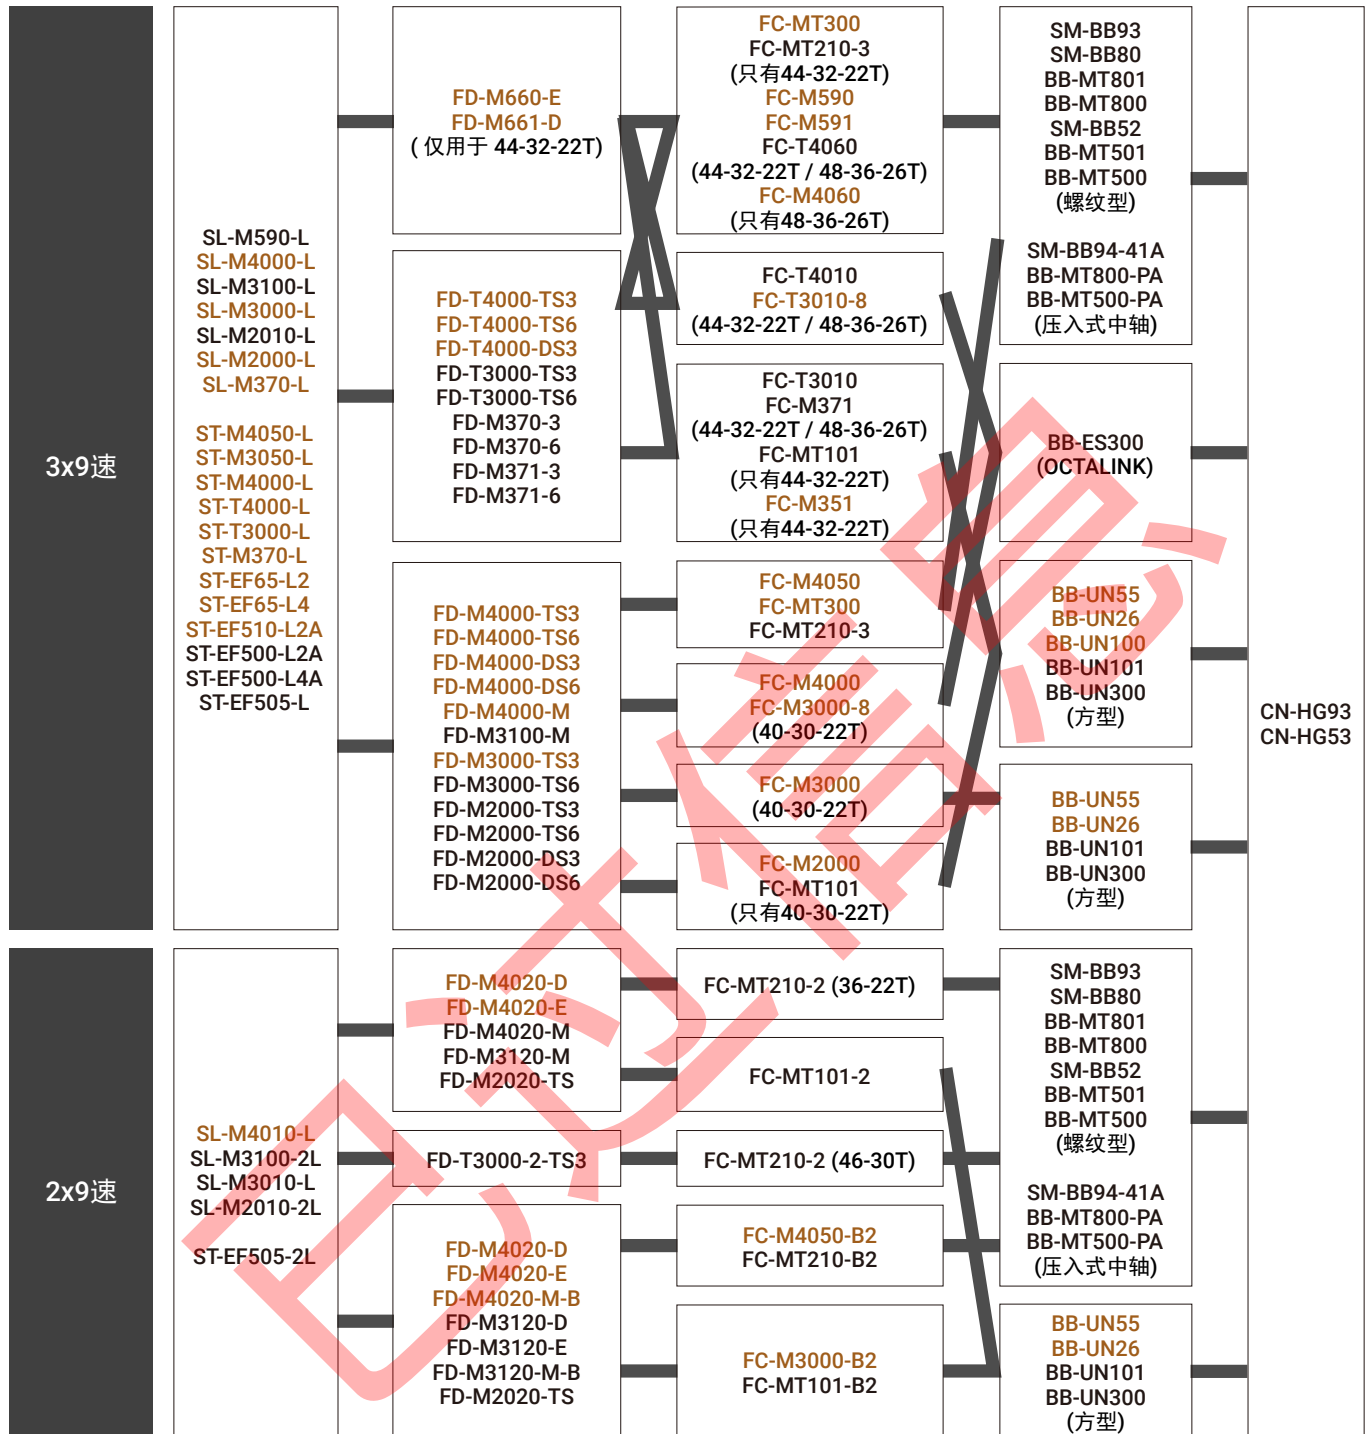 3x9速
SL-M590-L
SL-M4000-L
SL-M3100-L
SL-M3000-L
SL-M2010-L
SL-M2000-L
SL-M370-L
ST-M4050-L
ST-M3050-L
ST-M4000-L
ST-T4000-L
ST-T3000-L
ST-M370-L
ST-EF65-L2
ST-EF65-L4
ST-EF510-L2A
ST-EF500-L2A
ST-EF500-L4A
ST-EF505-L
FD-M660-E
FD-M661-D
( 仅用于 44-32-22T)
FD-T4000-TS3
FD-T4000-TS6
FD-T4000-DS3
FD-T3000-TS3
FD-T3000-TS6
FD-M370-3
FD-M370-6
FD-M371-3
FD-M371-6
FD-M4000-TS3
FD-M4000-TS6
FD-M4000-DS3
FD-M4000-DS6
FD-M4000-M
FD-M3100-M
FD-M3000-TS3
FD-M3000-TS6
FD-M2000-TS3
FD-M2000-TS6
FD-M2000-DS3
FD-M2000-DS6
FC-MT300
FC-MT210-3
(只有44-32-22T)
FC-M590
FC-M591
FC-T4060
(44-32-22T / 48-36-26T)
FC-M4060
(只有48-36-26T)
FC-T4010
FC-T3010-8
(44-32-22T / 48-36-26T)
FC-T3010
FC-M371
(44-32-22T / 48-36-26T)
FC-MT101
(只有44-32-22T)
FC-M351
(只有44-32-22T)
FC-M4050
FC-MT300
FC-MT210-3
FC-M4000
FC-M3000-8
(40-30-22T)
FC-M3000
(40-30-22T)
FC-M2000
FC-MT101
(只有40-30-22T)
SM-BB93
SM-BB80
BB-MT801
BB-MT800
SM-BB52
BB-MT501
BB-MT500
(螺纹型)
SM-BB94-41A
BB-MT800-PA
BB-MT500-PA
(压入式中轴)
BB-ES300
(OCTALINK)
BB-UN55
BB-UN26
BB-UN100
BB-UN101
BB-UN300
(方型)
BB-UN55
BB-UN26
BB-UN101
BB-UN300
(方型)
CN-HG93
CN-HG53
2x9速
SL-M4010-L
SL-M3100-2L
SL-M3010-L
SL-M2010-2L
ST-EF505-2L
FD-M4020-D
FD-M4020-E
FD-M4020-M
FD-M3120-M
FD-M2020-TS
FD-T3000-2-TS3
FD-M4020-D
FD-M4020-E
FD-M4020-M-B
FD-M3120-D
FD-M3120-E
FD-M3120-M-B
FD-M2020-TS
FC-MT210-2 (36-22T)
FC-MT101-2
FC-MT210-2 (46-30T)
FC-M4050-B2
FC-MT210-B2
FC-M3000-B2
FC-MT101-B2
SM-BB93
SM-BB80
BB-MT801
BB-MT800
SM-BB52
BB-MT501
BB-MT500
(螺纹型)
SM-BB94-41A
BB-MT800-PA
BB-MT500-PA
(压入式中轴)
BB-UN55
BB-UN26
BB-UN101
BB-UN300
(方型)
已过信息